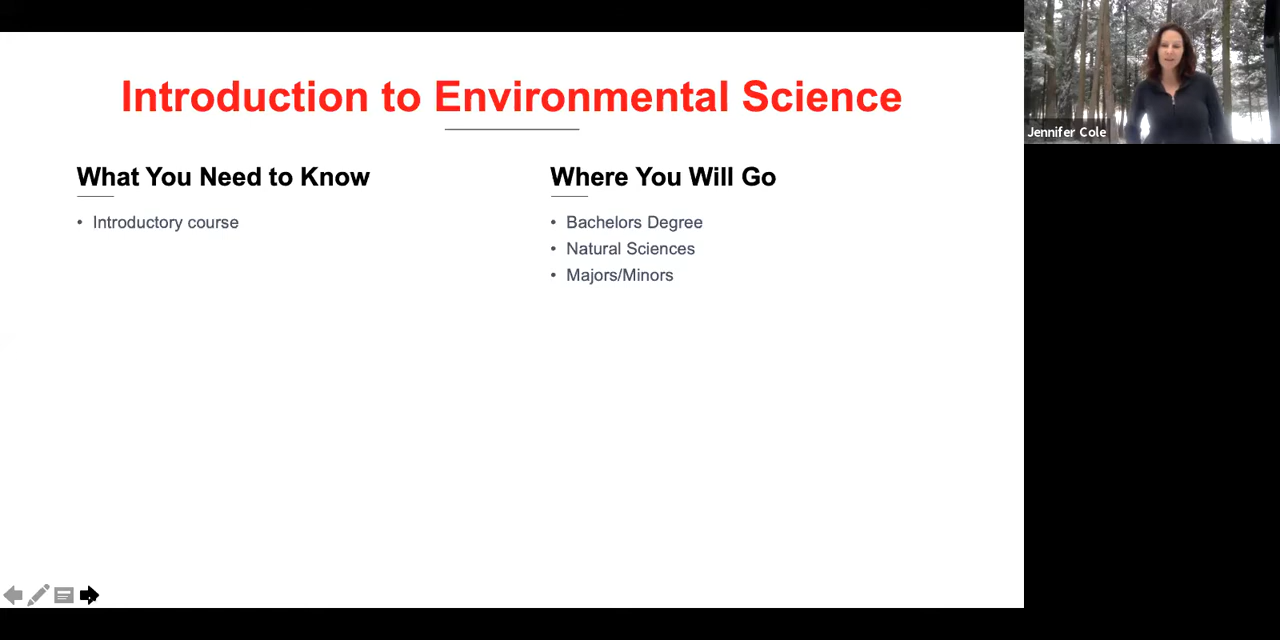 Introduction to Environmental Science
What You Need to Know
• Introductory course
Where You Will Go
• Bachelors Degree
• Natural Sciences
• Majors/Minors
Jennifer Cole